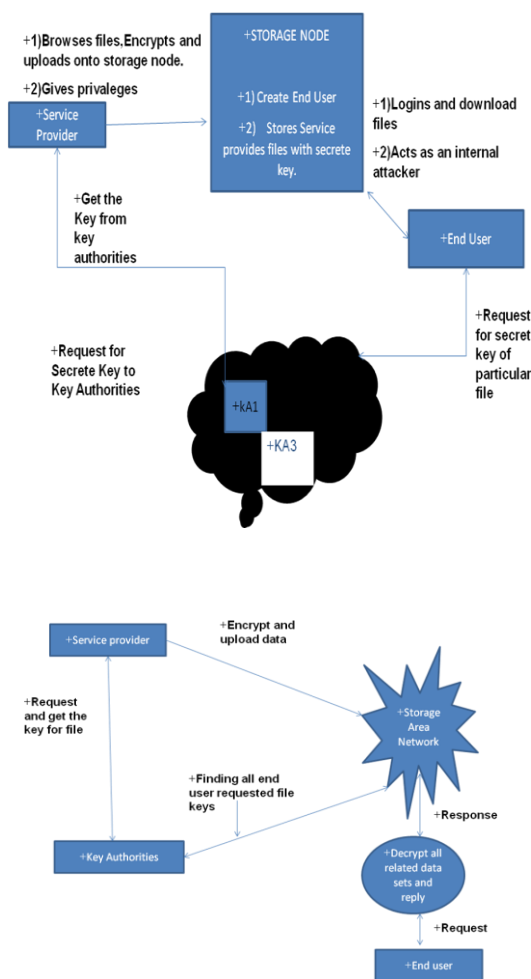 +1)Browses files,Encrypts and
uploads onto storage node.
+2)Gives privaleges
+Service
Provider
+STORAGE NODE
+1) Create End User
+2) Stores Service
provides files with secrete
key.
+1)Logins and download
files
+2)Acts as an internal
attacker
+End User
+Get the
Key from
key
authorities
+Request for
Secrete Key to
Key Authorities
+kA1
+KA3
+Request
for secret
key of
particular
file
+Service provider
+Encrypt and
upload data
+Request
and get the
key for file
+Storage
Area
Network
+Finding all end
user requested file
keys
+Key Authorities
+Response
+Decrypt all
related data
sets and
reply
+Request
+End user